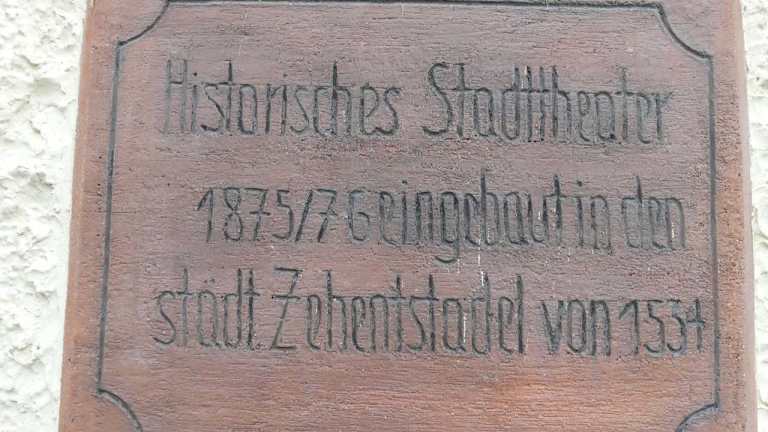 Historisches Stadttheater
1875/76 eingebaut in den
städt. Zehentstadel von 1534